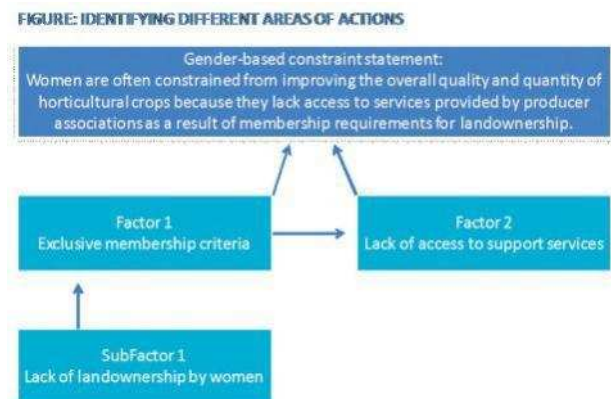 FIGURE: IDENTIFYING DIFFERENT AREAS OF ACTIONS
Gender-based constraint statement:
Women are often constrained from improving the overall quality and quantity of
horticultural crops because they lack access to services provided by producer
associations as a result of membership requirements for landownership.
Factor 1
Exclusive membership criteria
Factor 2
Lack of access to support services
SubFactor 1
Lack of landownership by women